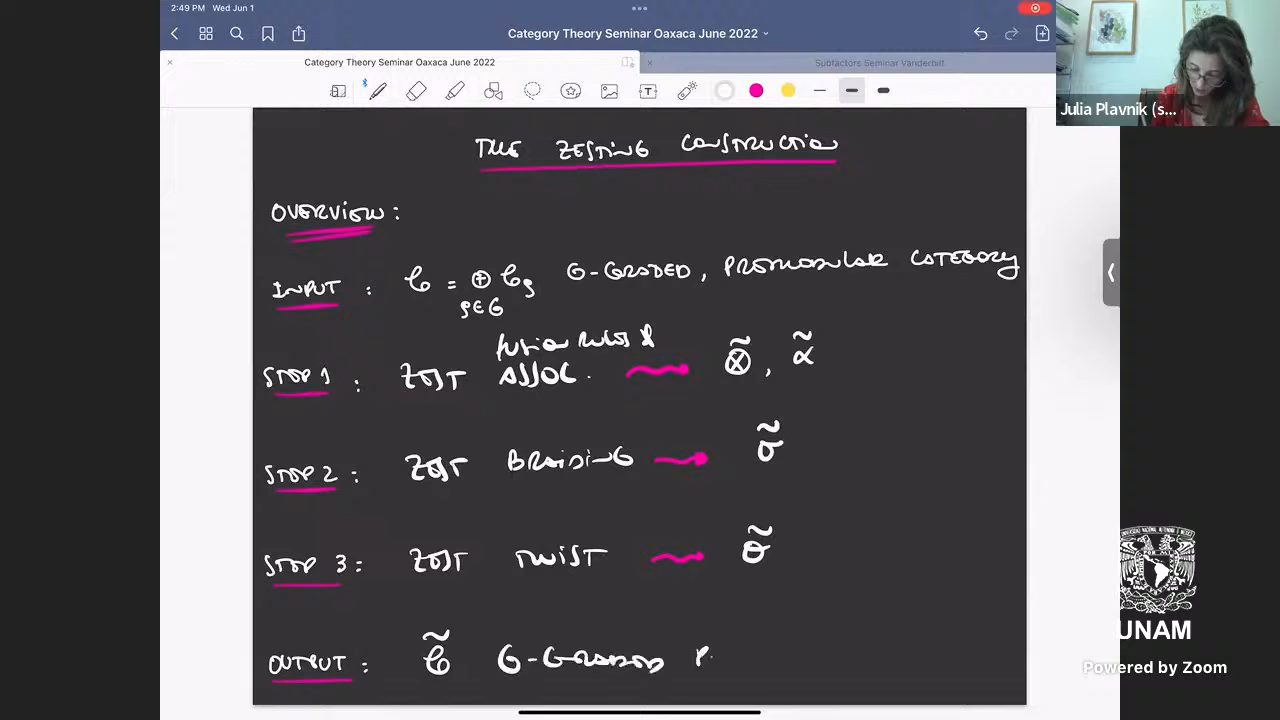 2:49 PM Wed Jun 1
Category Theory Seminar Oaxaca June 2022
Category Theory Seminar Oaxaca June 2022
Subfactors Seminar Vanderbilt
Julia Plavnik (s...
THE ZESTING CONSTRUCTION
OVERVIEW:
INPUT : 𝒞 = ⊕ 𝒞g G-GRADED, PREMODULAR CATEGORY
g∈G
fusion rules &
STEP 1 : ZEST ASSOC. ⊗̃, α̃
STEP 2 : ZEST BRAIDING σ̃
STEP 3 : ZEST TWIST θ̃
OUTPUT : 𝒞̃ G-GRADED P
UNAM
Powered by Zoom